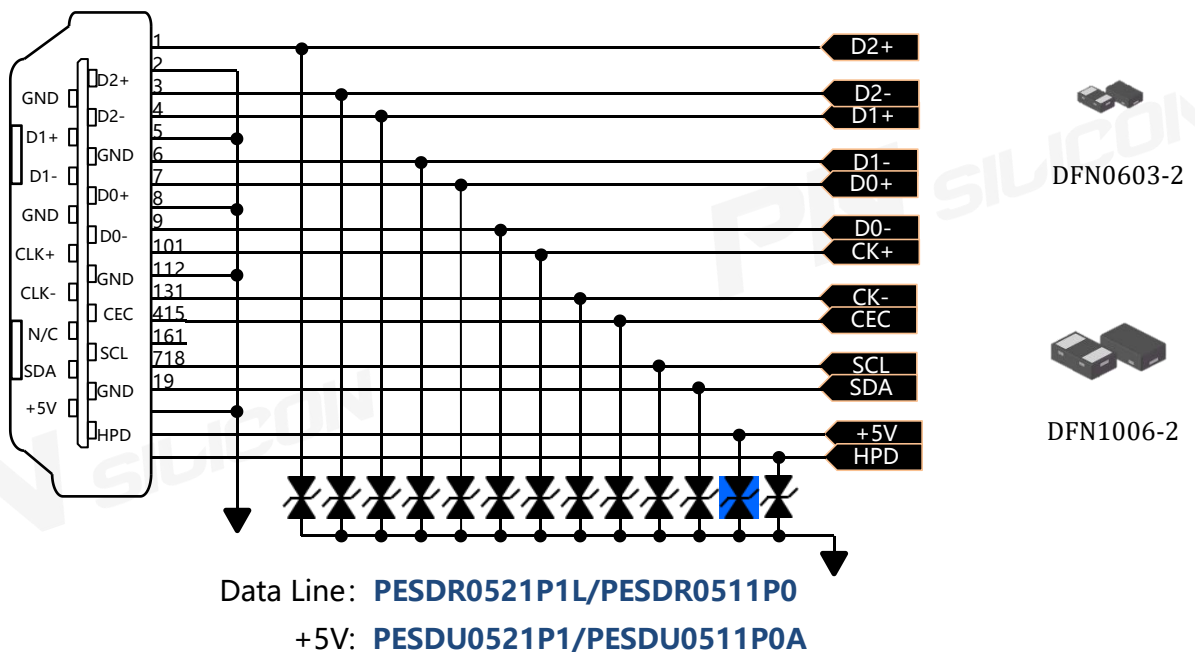 1
D2+
2
D2+
3
GND
D2-
D2-
4
D1+
D1+
5
GND
6
D1-
D1-
7
D0+
D0+
8
GND
9
D0-
D0-
101
CK+
CLK+
112
GND
131
CK-
CLK-
CEC
415
CEC
N/C
161
SCL
718
SCL
SDA
19
SDA
GND
+5V
HPD
+5V
HPD
DFN0603-2
DFN1006-2
SILICON
SILICON
Data Line: PESDR0521P1L/PESDR0511P0
+5V: PESDU0521P1/PESDU0511P0A